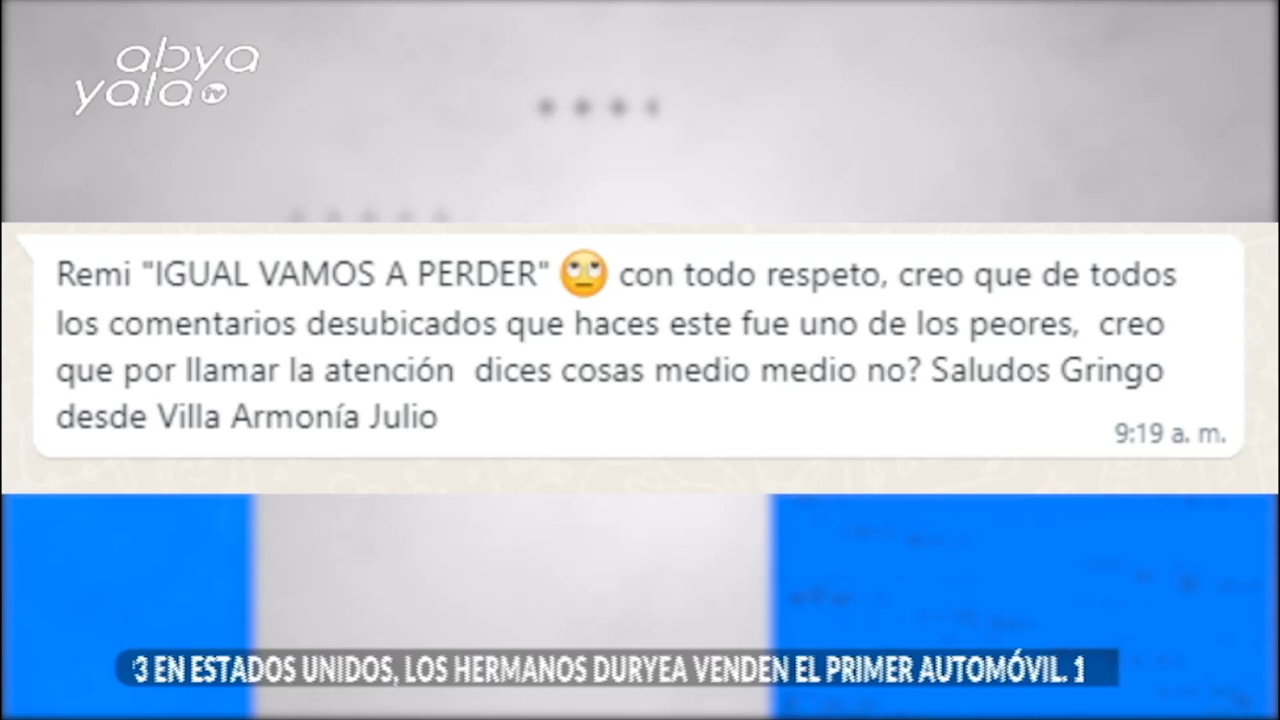 abya
yala tv
Remi "IGUAL VAMOS A PERDER" 🙄 con todo respeto, creo que de todos
los comentarios desubicados que haces este fue uno de los peores,  creo
que por llamar la atención  dices cosas medio medio no? Saludos Gringo
desde Villa Armonía Julio
9:19 a. m.
3 EN ESTADOS UNIDOS, LOS HERMANOS DURYEA VENDEN EL PRIMER AUTOMÓVIL. 1